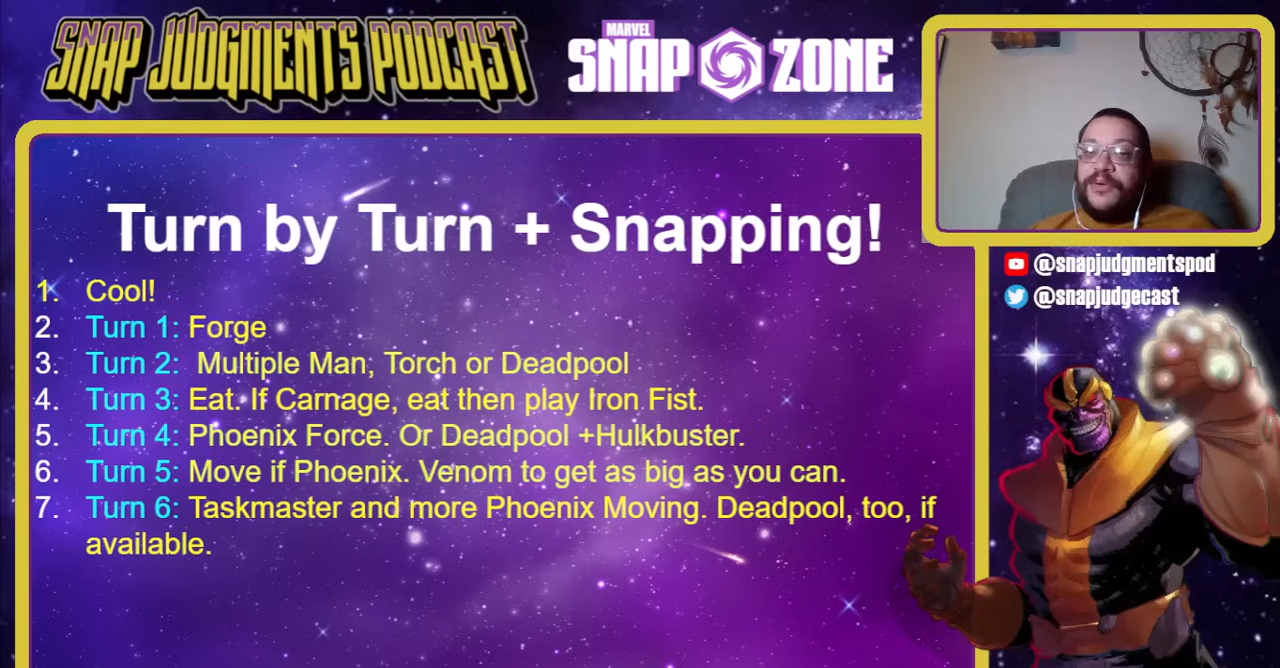 SNAP JUDGMENTS PODCAST
MARVEL
SNAP ZONE
Turn by Turn + Snapping!
1. Cool!
2. Turn 1: Forge
3. Turn 2: Multiple Man, Torch or Deadpool
4. Turn 3: Eat. If Carnage, eat then play Iron Fist.
5. Turn 4: Phoenix Force. Or Deadpool +Hulkbuster.
6. Turn 5: Move if Phoenix. Venom to get as big as you can.
7. Turn 6: Taskmaster and more Phoenix Moving. Deadpool, too, if
available.
@snapjudgmentspod
@snapjudgecast